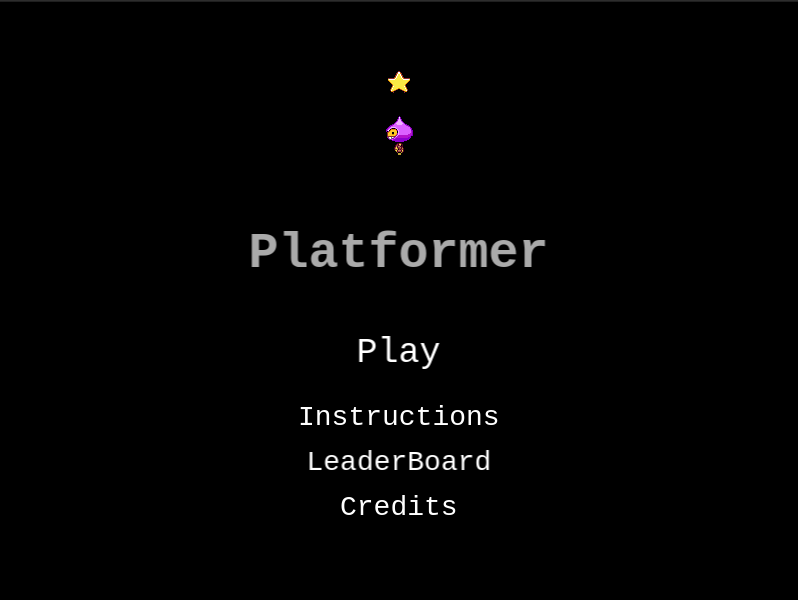 Platformer
Play
Instructions
LeaderBoard
Credits